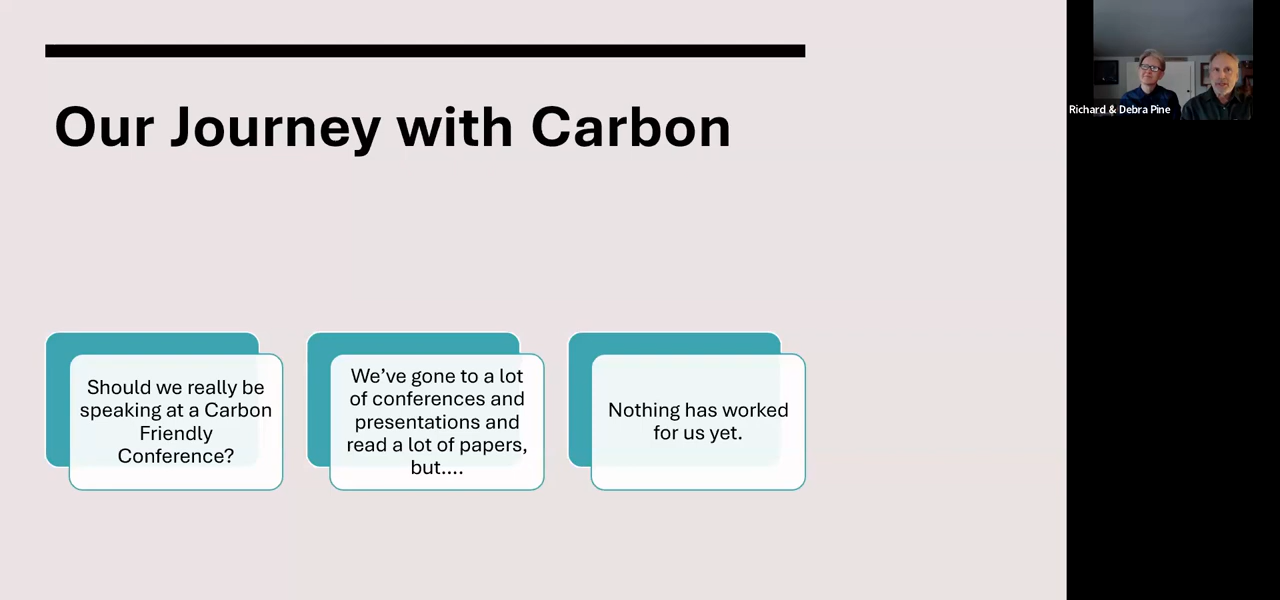 Our Journey with Carbon
Should we really be
speaking at a Carbon
Friendly
Conference?
We’ve gone to a lot
of conferences and
presentations and
read a lot of papers,
but....
Nothing has worked
for us yet.
Richard & Debra Pine